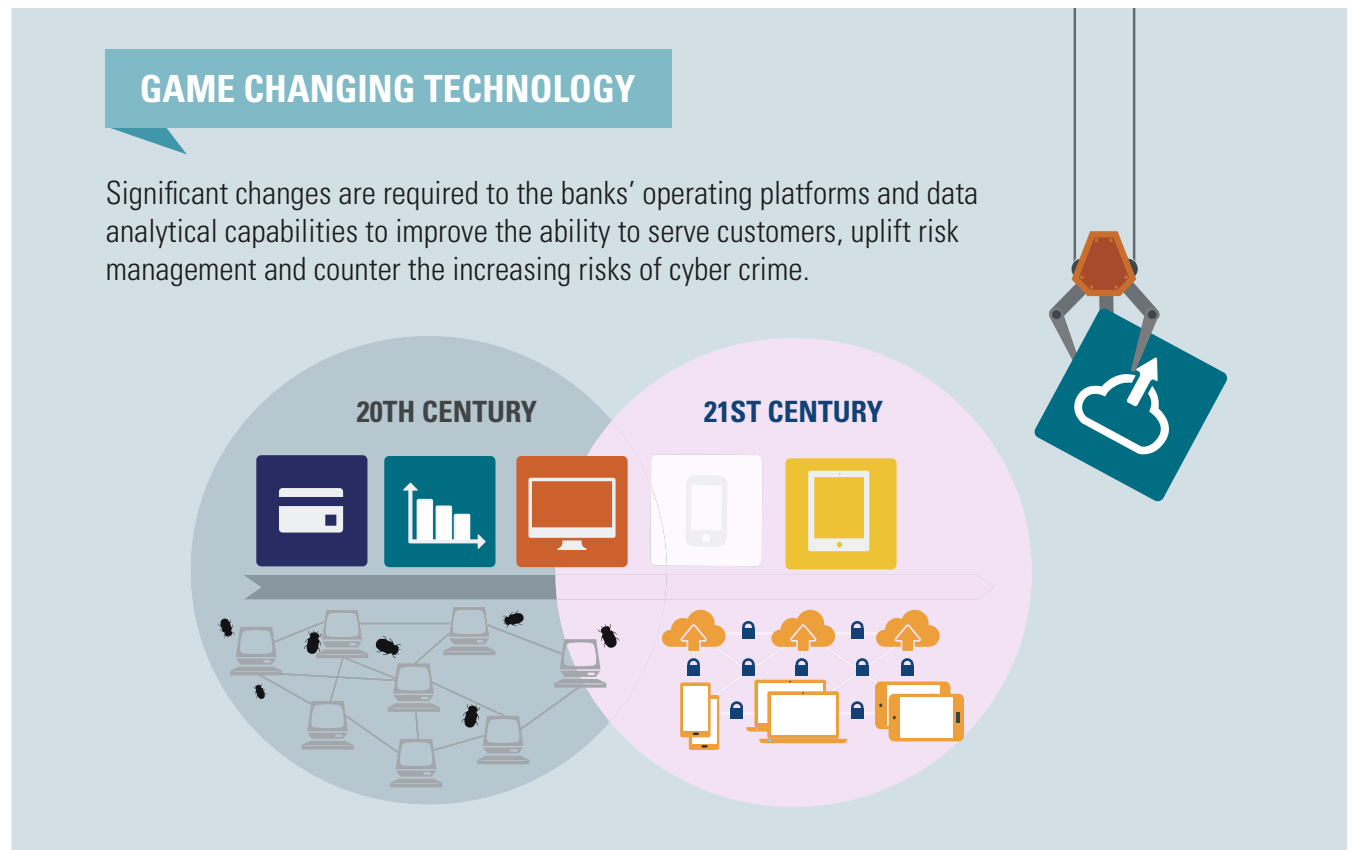 GAME CHANGING TECHNOLOGY
Significant changes are required to the banks’ operating platforms and data
analytical capabilities to improve the ability to serve customers, uplift risk
management and counter the increasing risks of cyber crime.
20TH CENTURY
21ST CENTURY